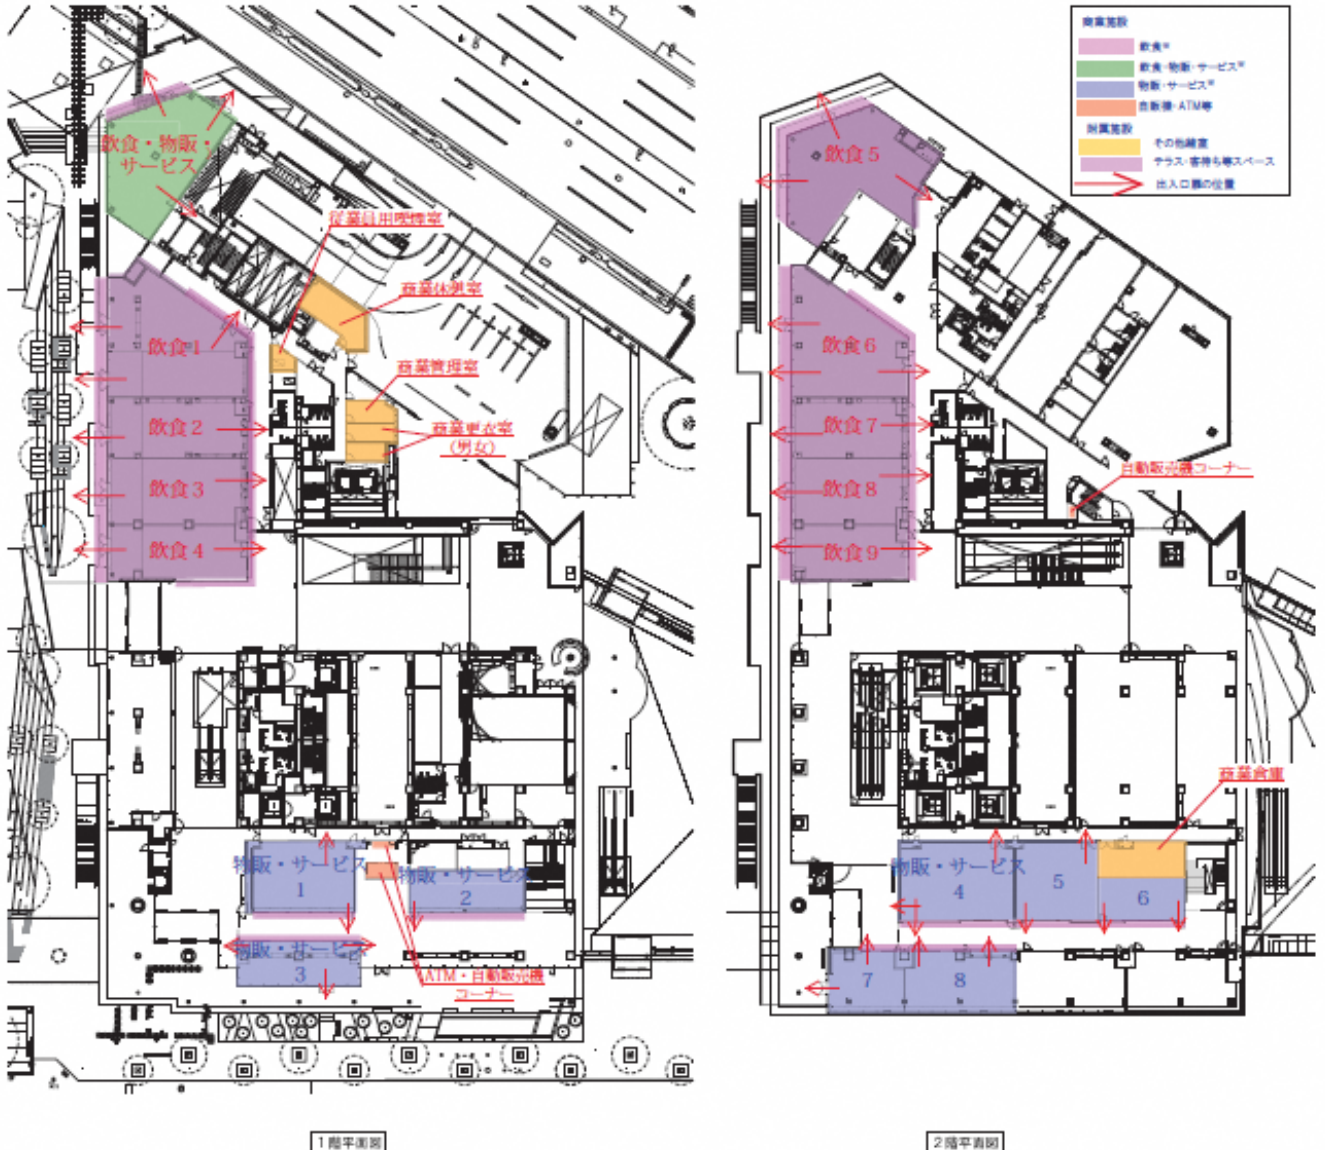 商業施設
飲食※
飲食・物販・サービス※
物販・サービス※
自販機・ATM等
附属施設
その他諸室
テラス・客待ち等スペース
出入口扉の位置
飲食・物販・
サービス
従業員用喫煙室
商業休憩室
飲食1
商業管理室
飲食2
商業更衣室
(男女)
飲食3
飲食4
物販・サービス
1
物販・サービス
2
物販・サービス
3
ATM・自動販売機
コーナー
1階平面図
飲食5
飲食6
飲食7
自動販売機コーナー
飲食8
飲食9
商業倉庫
物販・サービス
4
5
6
7
8
2階平面図